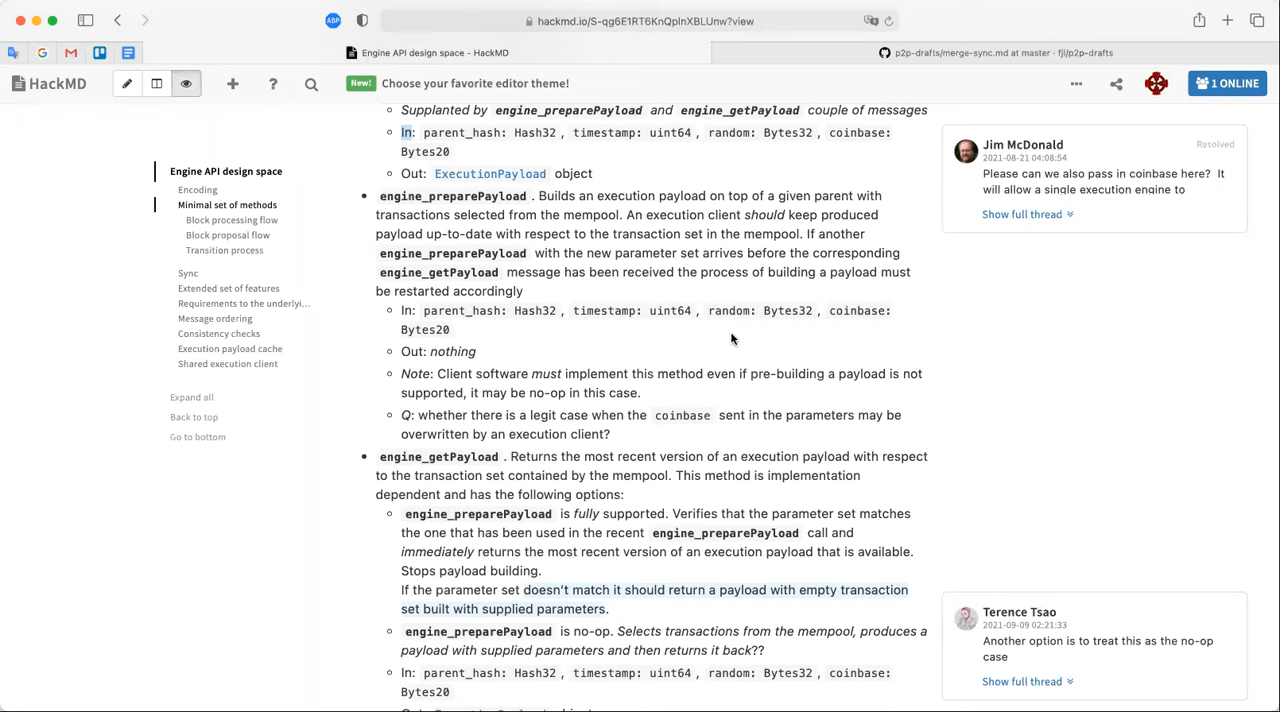 ABP
hackmd.io/S-qg6E1RT6KnQplnXBLUnw?view
Engine API design space - HackMD
p2p-drafts/merge-sync.md at master · fjl/p2p-drafts
HackMD
New!
Choose your favorite editor theme!
1 ONLINE
Engine API design space
Encoding
Minimal set of methods
Block processing flow
Block proposal flow
Transition process
Sync
Extended set of features
Requirements to the underlyi...
Message ordering
Consistency checks
Execution payload cache
Shared execution client
Expand all
Back to top
Go to bottom
Supplanted by engine_preparePayload and engine_getPayload couple of messages
In: parent_hash: Hash32, timestamp: uint64, random: Bytes32, coinbase:
Bytes20
Out: ExecutionPayload object
engine_preparePayload. Builds an execution payload on top of a given parent with
transactions selected from the mempool. An execution client should keep produced
payload up-to-date with respect to the transaction set in the mempool. If another
engine_preparePayload with the new parameter set arrives before the corresponding
engine_getPayload message has been received the process of building a payload must
be restarted accordingly
In: parent_hash: Hash32, timestamp: uint64, random: Bytes32, coinbase:
Bytes20
Out: nothing
Note: Client software must implement this method even if pre-building a payload is not
supported, it may be no-op in this case.
Q: whether there is a legit case when the coinbase sent in the parameters may be
overwritten by an execution client?
engine_getPayload. Returns the most recent version of an execution payload with respect
to the transaction set contained by the mempool. This method is implementation
dependent and has the following options:
engine_preparePayload is fully supported. Verifies that the parameter set matches
the one that has been used in the recent engine_preparePayload call and
immediately returns the most recent version of an execution payload that is available.
Stops payload building.
If the parameter set doesn't match it should return a payload with empty transaction
set built with supplied parameters.
engine_preparePayload is no-op. Selects transactions from the mempool, produces a
payload with supplied parameters and then returns it back??
In: parent_hash: Hash32, timestamp: uint64, random: Bytes32, coinbase:
Bytes20
Jim McDonald
Resolved
2021-08-21 04:08:54
Please can we also pass in coinbase here? It
will allow a single execution engine to
Show full thread
Terence Tsao
2021-09-09 02:21:33
Another option is to treat this as the no-op
case
Show full thread